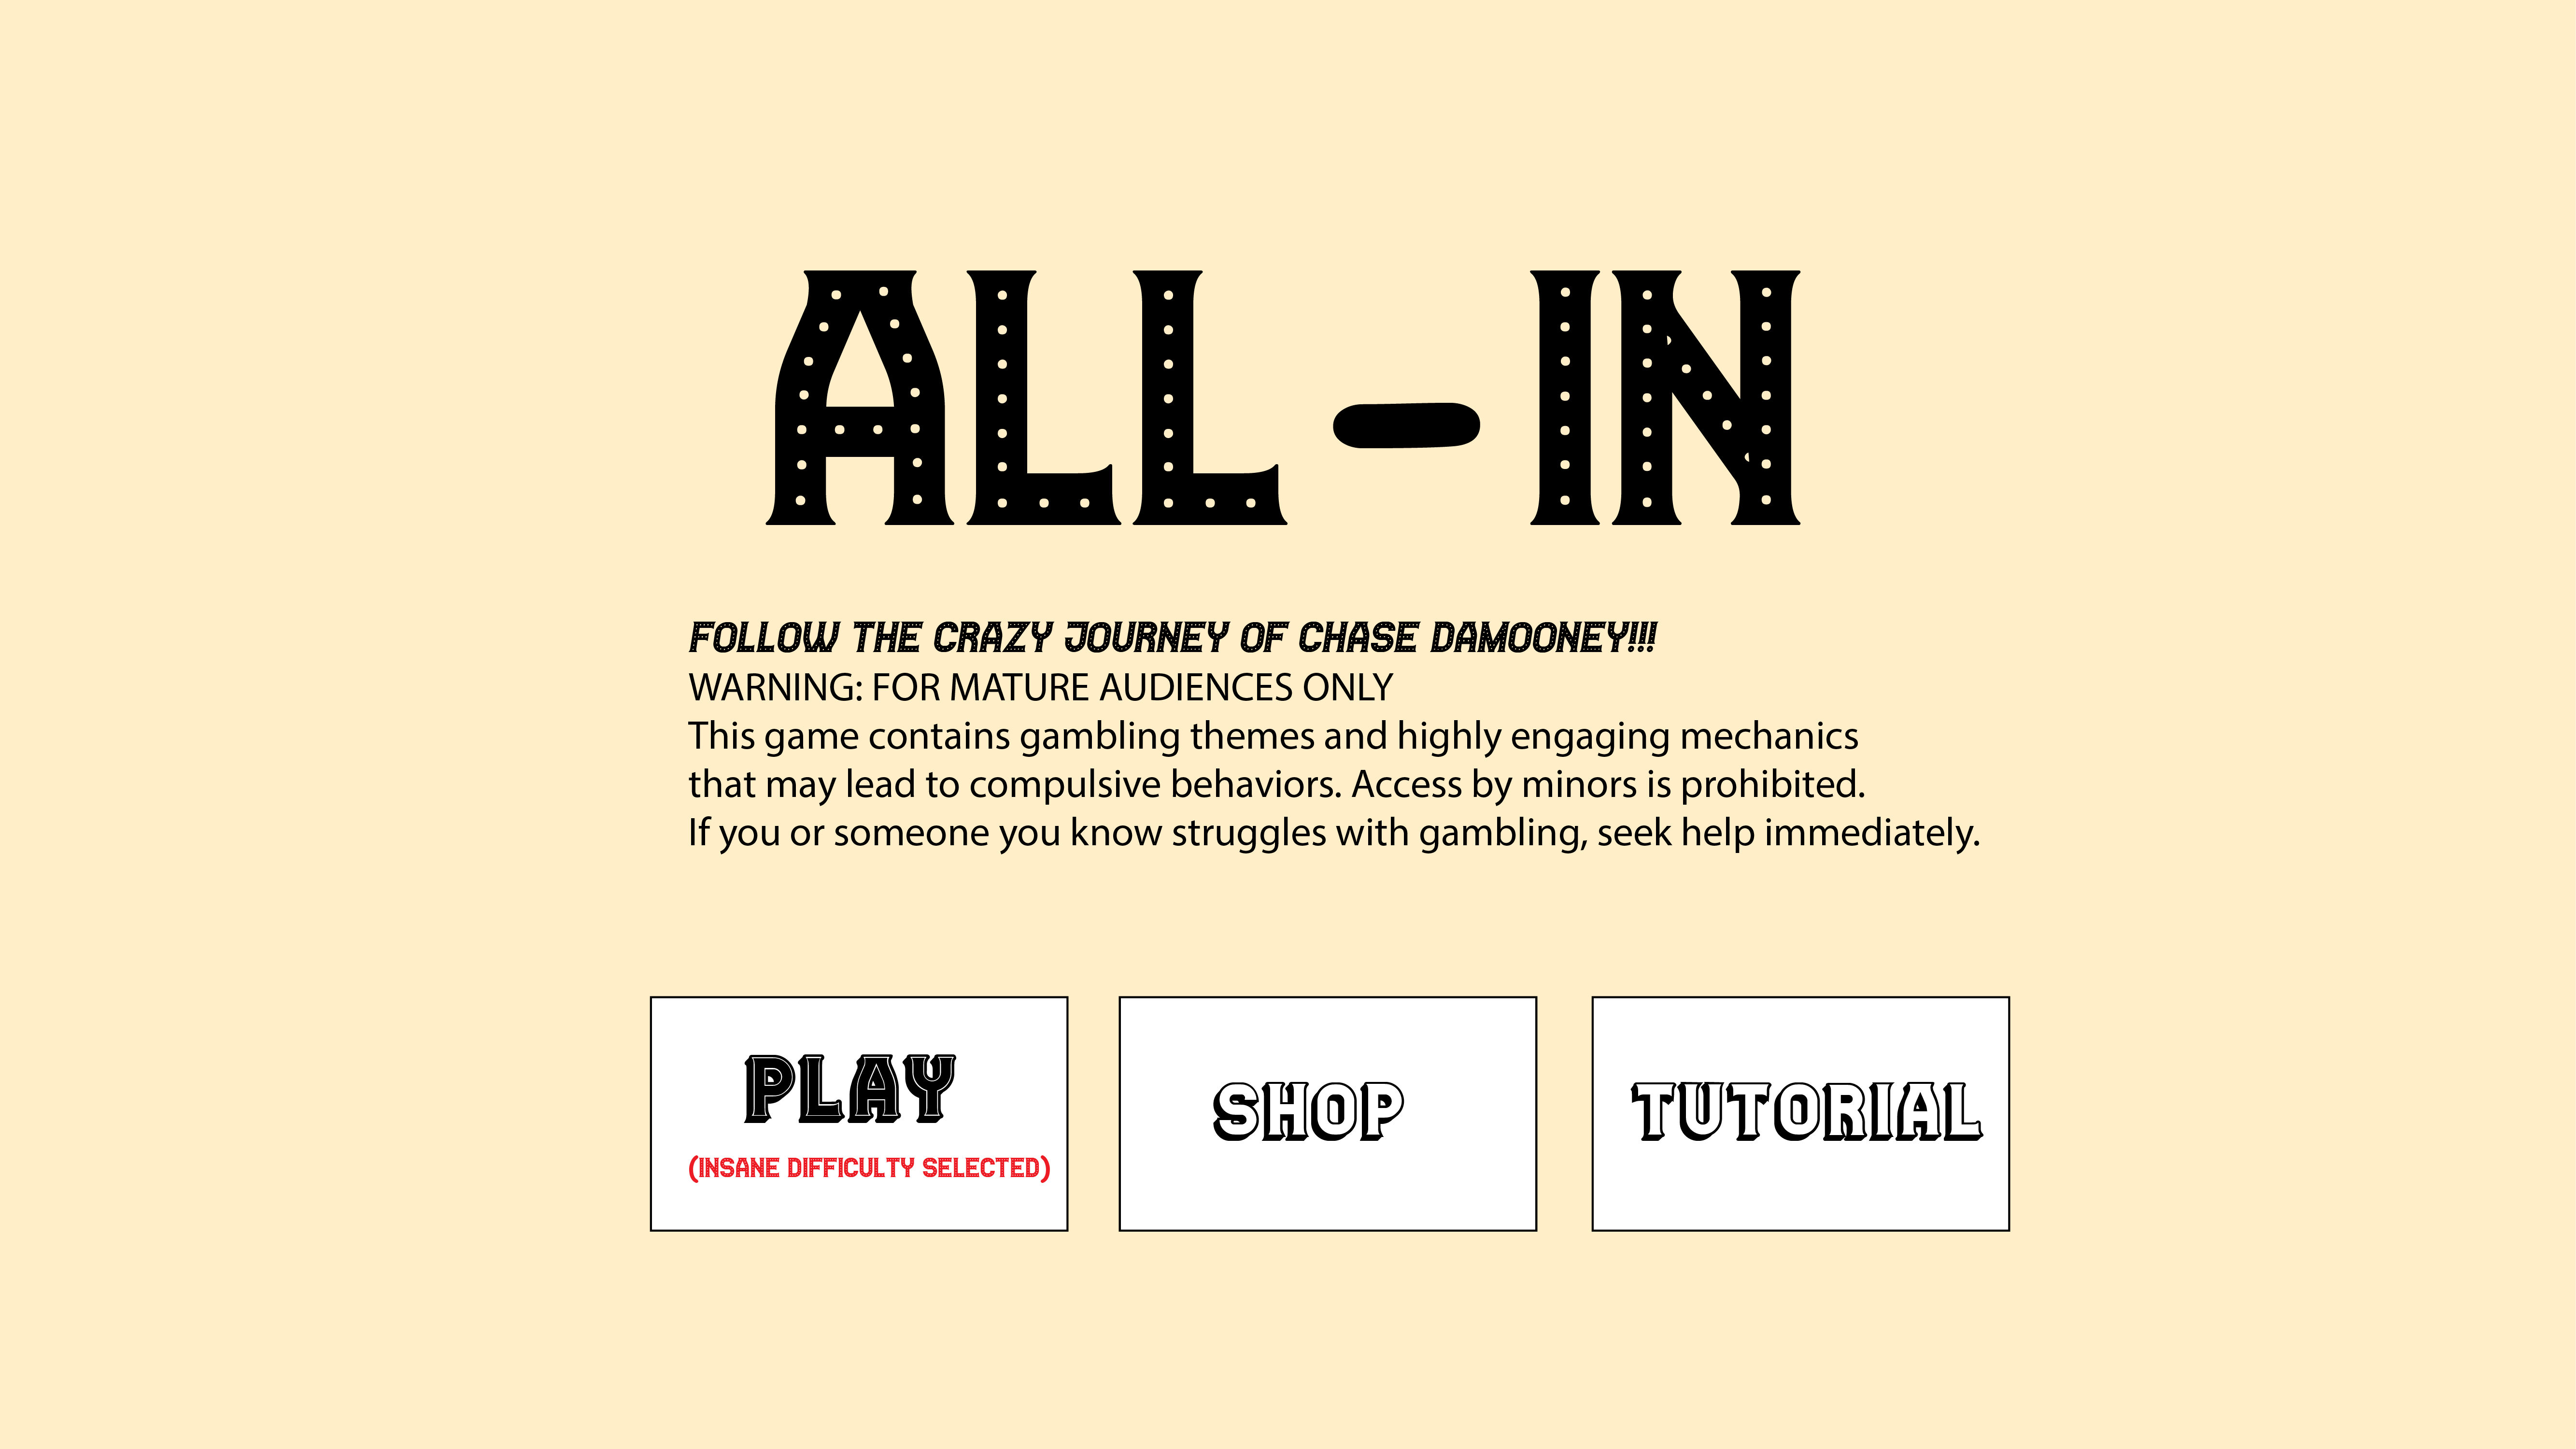 ALL-IN
FOLLOW THE CRAZY JOURNEY OF CHASE DAMOONEY!!!
WARNING: FOR MATURE AUDIENCES ONLY
This game contains gambling themes and highly engaging mechanics
that may lead to compulsive behaviors. Access by minors is prohibited.
If you or someone you know struggles with gambling, seek help immediately.
PLAY
(INSANE DIFFICULTY SELECTED)
SHOP
TUTORIAL